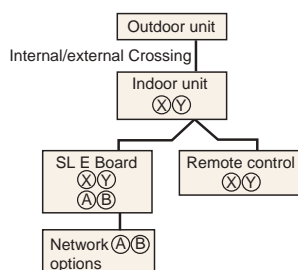 Outdoor unit
Internal/external Crossing
Indoor unit
ⓍⓎ
SL E Board
ⓍⓎ
ⒶⒷ
Remote control
ⓍⓎ
Network ⒶⒷ
options